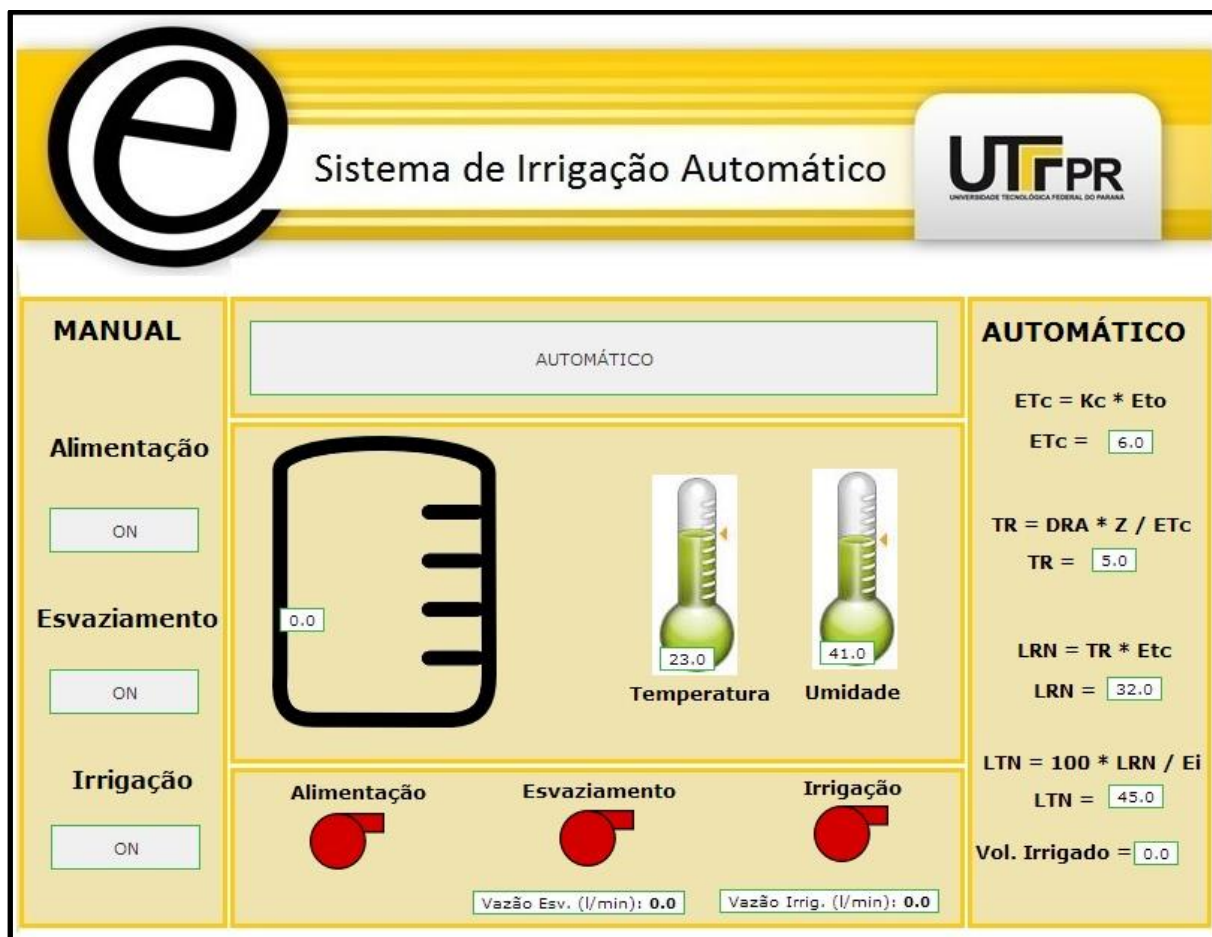 e
Sistema de Irrigação Automático
UTFPR
UNIVERSIDADE TECNOLÓGICA FEDERAL DO PARANÁ
MANUAL
Alimentação
ON
Esvaziamento
ON
Irrigação
ON
AUTOMÁTICO
0.0
23.0
Temperatura
41.0
Umidade
Alimentação
Esvaziamento
Irrigação
Vazão Esv. (l/min): 0.0
Vazão Irrig. (l/min): 0.0
AUTOMÁTICO
ETc = Kc * Eto
ETc = 6.0
TR = DRA * Z / ETc
TR = 5.0
LRN = TR * Etc
LRN = 32.0
LTN = 100 * LRN / Ei
LTN = 45.0
Vol. Irrigado = 0.0